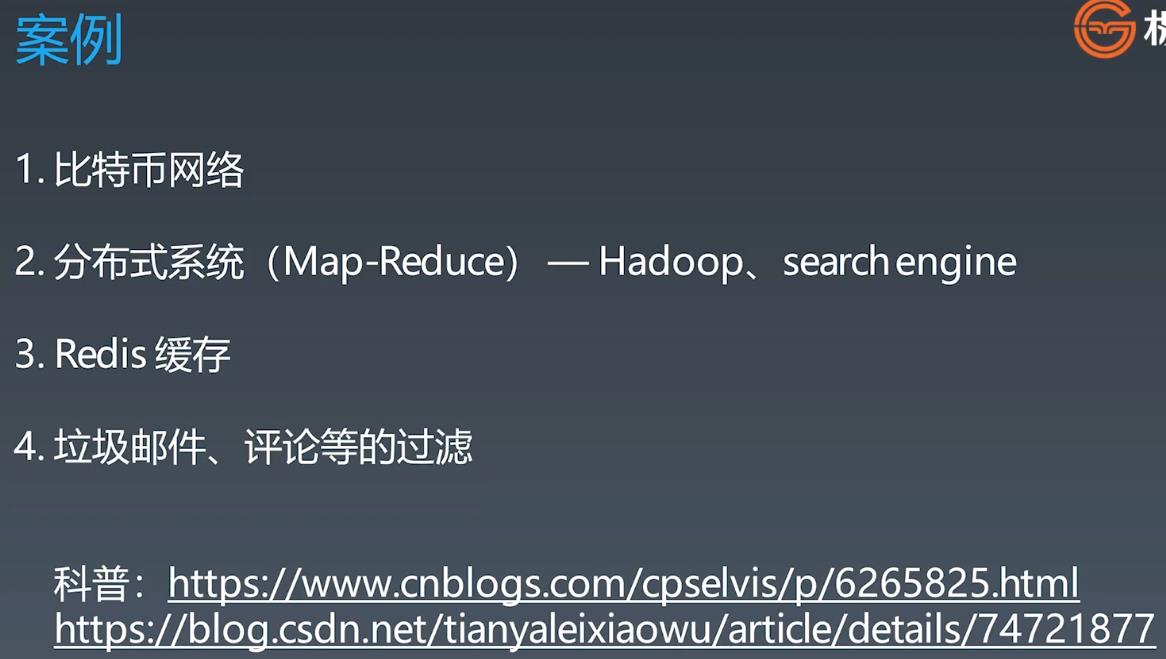 案例
1. 比特币网络
2. 分布式系统（Map-Reduce） — Hadoop、search engine
3. Redis 缓存
4. 垃圾邮件、评论等的过滤
科普：https://www.cnblogs.com/cpselvis/p/6265825.html
https://blog.csdn.net/tianyaleixiaowu/article/details/74721877